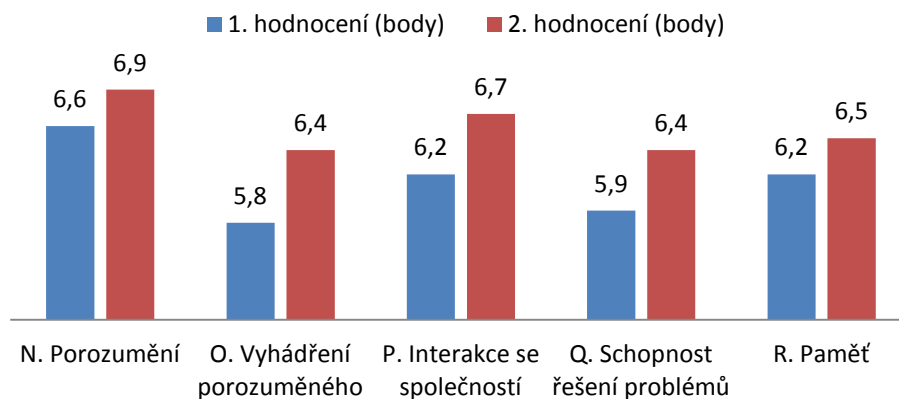 1. hodnocení (body) 2. hodnocení (body)
6,6 6,9 5,8 6,4 6,2 6,7 5,9 6,4 6,2 6,5
N. Porozumění O. Vyhádření P. Interakce se Q. Schopnost R. Paměť
porozuměného společností řešení problémů